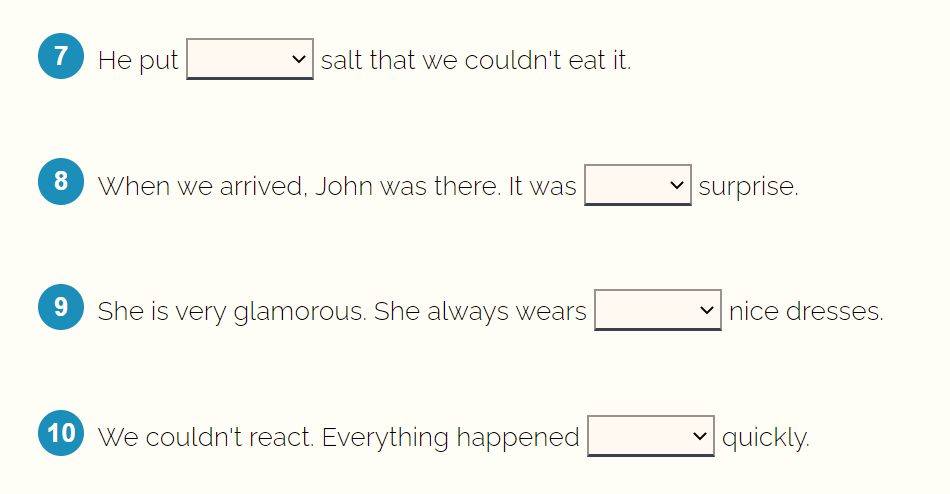 7 He put salt that we couldn't eat it.
8 When we arrived, John was there. It was surprise.
9 She is very glamorous. She always wears nice dresses.
10 We couldn't react. Everything happened quickly.